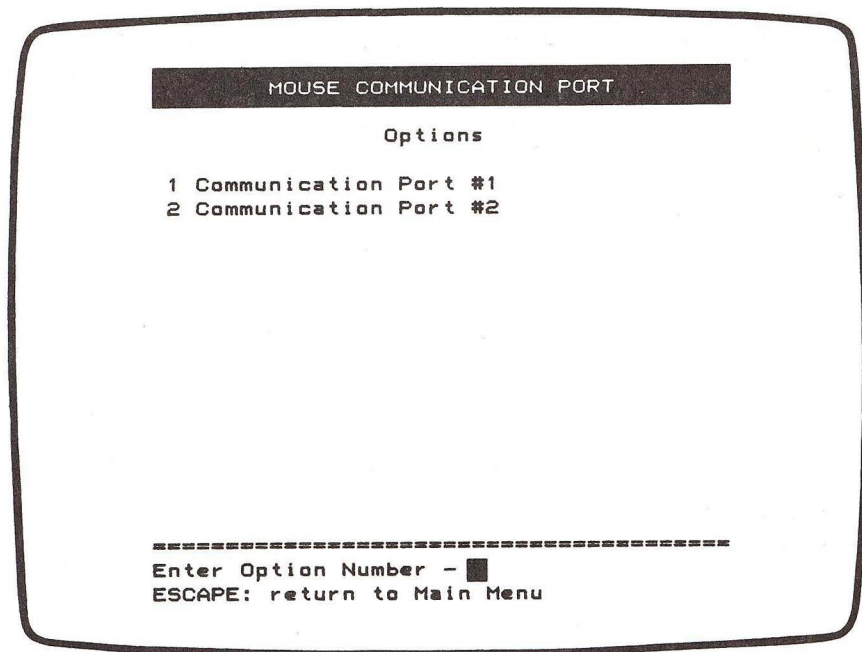 MOUSE COMMUNICATION PORT
Options
1 Communication Port #1
2 Communication Port #2
========================================
Enter Option Number -
ESCAPE: return to Main Menu